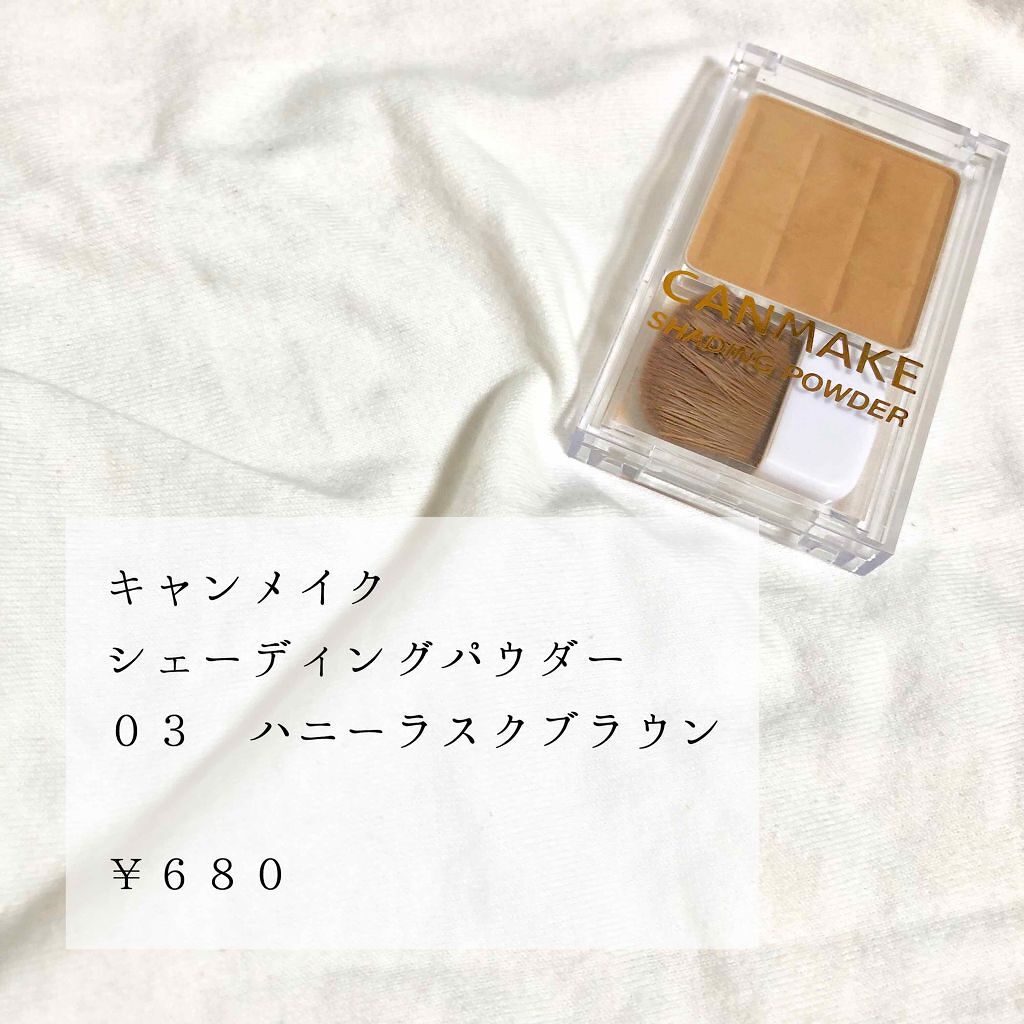 CANMAKE
SHADING POWDER
キャンメイク
シェーディングパウダー
０３　ハニーラスクブラウン
￥６８０